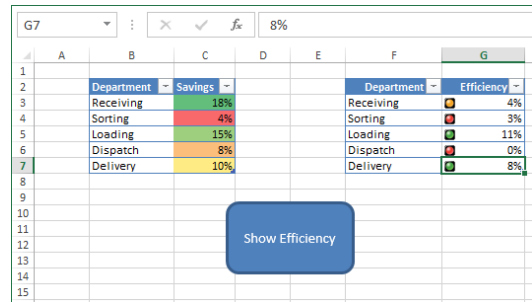 G7 fx 8%
A B C D E F G
1
2 Department Savings Department Efficiency
3 Receiving 18% Receiving 4%
4 Sorting 4% Sorting 3%
5 Loading 15% Loading 11%
6 Dispatch 8% Dispatch 0%
7 Delivery 10% Delivery 8%
8
9
10
11
12 Show Efficiency
13
14
15